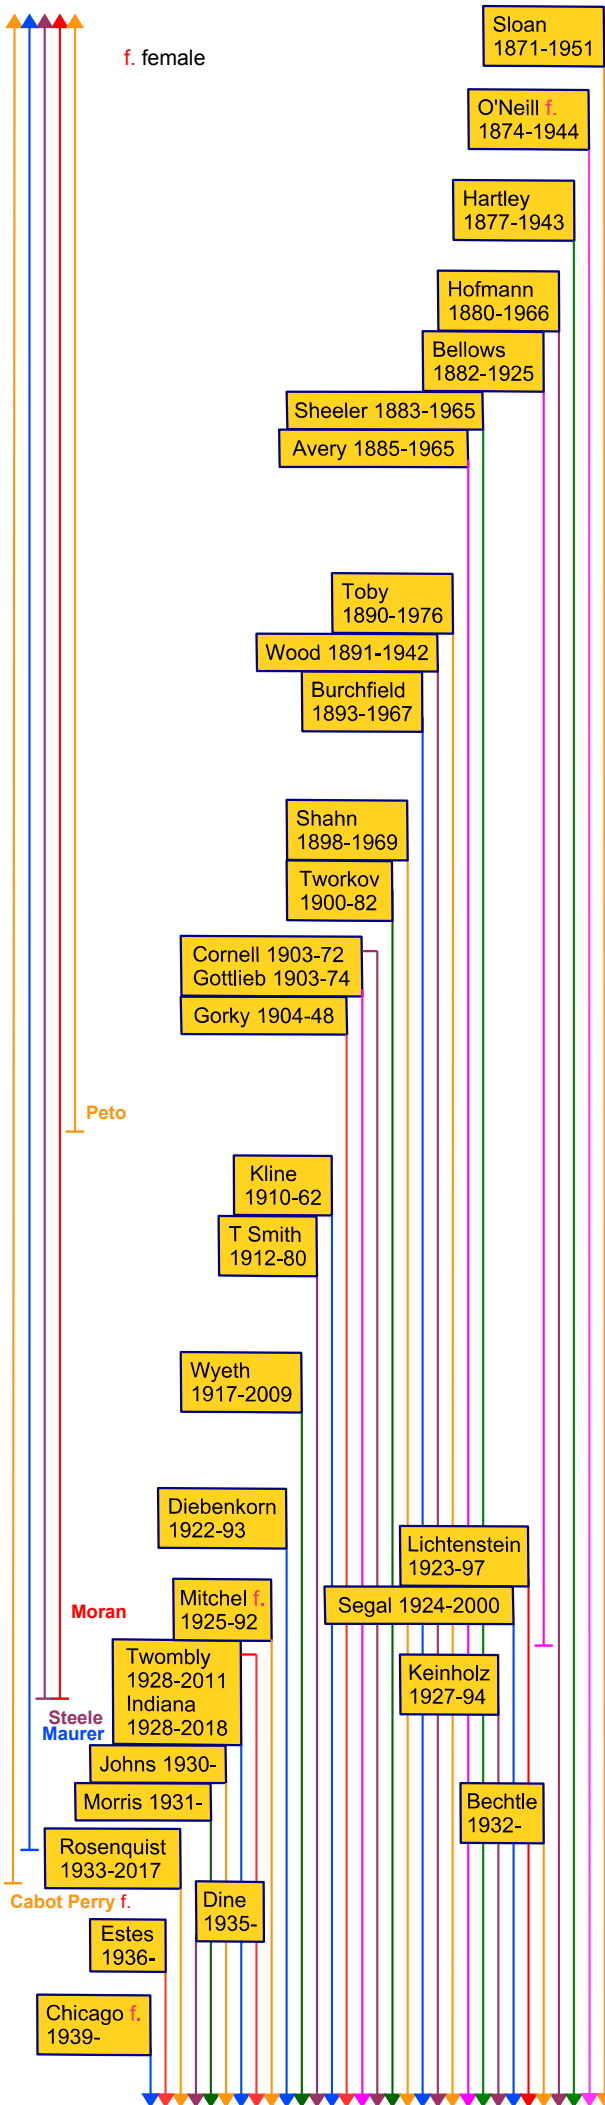 Sloan
1871-1951
f. female
O'Neill f.
1874-1944
Hartley
1877-1943
Hofmann
1880-1966
Bellows
1882-1925
Sheeler 1883-1965
Avery 1885-1965
Toby
1890-1976
Wood 1891-1942
Burchfield
1893-1967
Shahn
1898-1969
Tworkov
1900-82
Cornell 1903-72
Gottlieb 1903-74
Gorky 1904-48
Peto
Kline
1910-62
T Smith
1912-80
Wyeth
1917-2009
Diebenkorn
1922-93
Lichtenstein
1923-97
Mitchel f.
1925-92
Segal 1924-2000
Moran
Twombly
1928-2011
Indiana
1928-2018
Keinholz
1927-94
Steele
Maurer
Johns 1930-
Morris 1931-
Bechtle
1932-
Rosenquist
1933-2017
Cabot Perry f.
Dine
1935-
Estes
1936-
Chicago f.
1939-